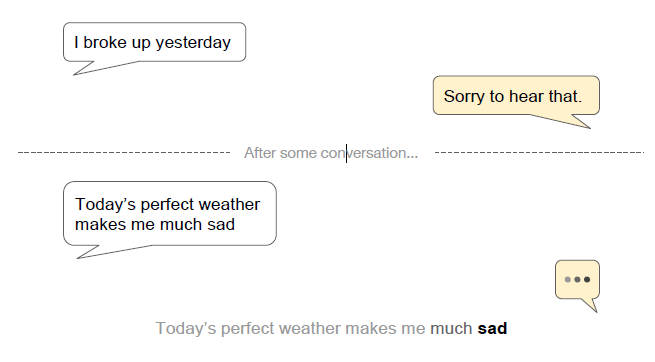 I broke up yesterday
Sorry to hear that.
After some conversation...
Today's perfect weather
makes me much sad
Today's perfect weather makes me much sad